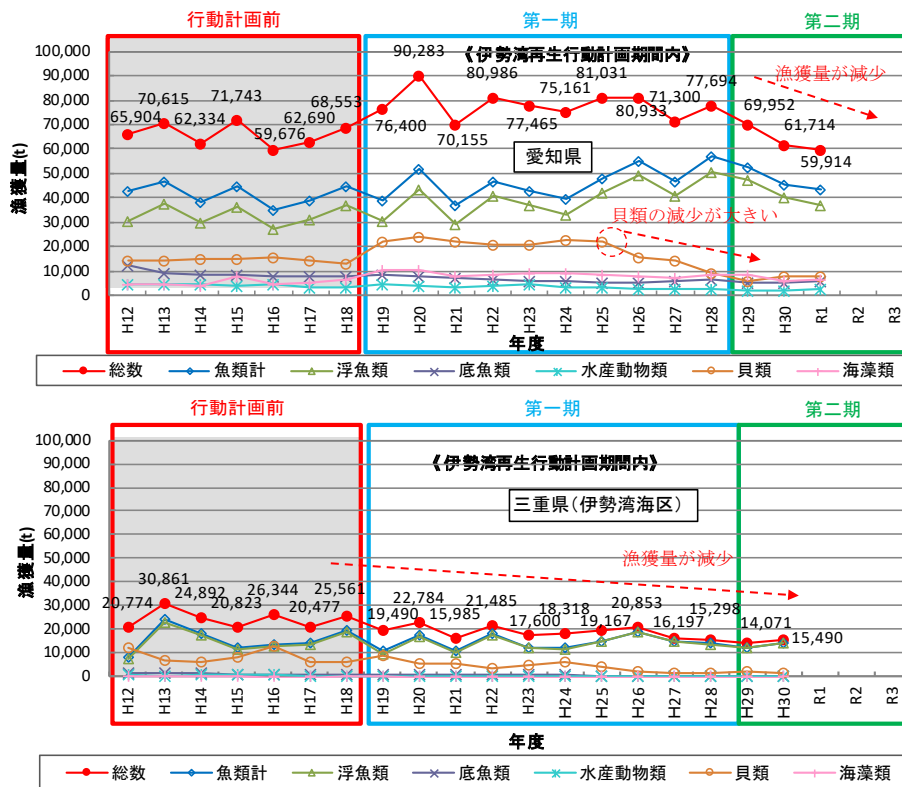 行動計画前 第一期 第二期
《伊勢湾再生行動計画期間内》
漁獲量が減少
愛知県
貝類の減少が大きい
漁獲量(t)
100,000
90,000
80,000
70,000
60,000
50,000
40,000
30,000
20,000
10,000
0
65,904 70,615 62,334 71,743 59,676 62,690 68,553 76,400 90,283 70,155 80,986 77,465 75,161 81,031 80,933 71,300 77,694 69,952 61,714 59,914
H12 H13 H14 H15 H16 H17 H18 H19 H20 H21 H22 H23 H24 H25 H26 H27 H28 H29 H30 R1 R2 R3
年度
総数 魚類計 浮魚類 底魚類 水産動物類 貝類 海藻類
行動計画前 第一期 第二期
《伊勢湾再生行動計画期間内》
三重県(伊勢湾海区)
漁獲量が減少
漁獲量(t)
100,000
90,000
80,000
70,000
60,000
50,000
40,000
30,000
20,000
10,000
0
20,774 30,861 24,892 20,823 26,344 20,477 25,561 19,490 22,784 15,985 21,485 17,600 18,318 19,167 20,853 16,197 15,298 14,071 15,490
H12 H13 H14 H15 H16 H17 H18 H19 H20 H21 H22 H23 H24 H25 H26 H27 H28 H29 H30 R1 R2 R3
年度
総数 魚類計 浮魚類 底魚類 水産動物類 貝類 海藻類